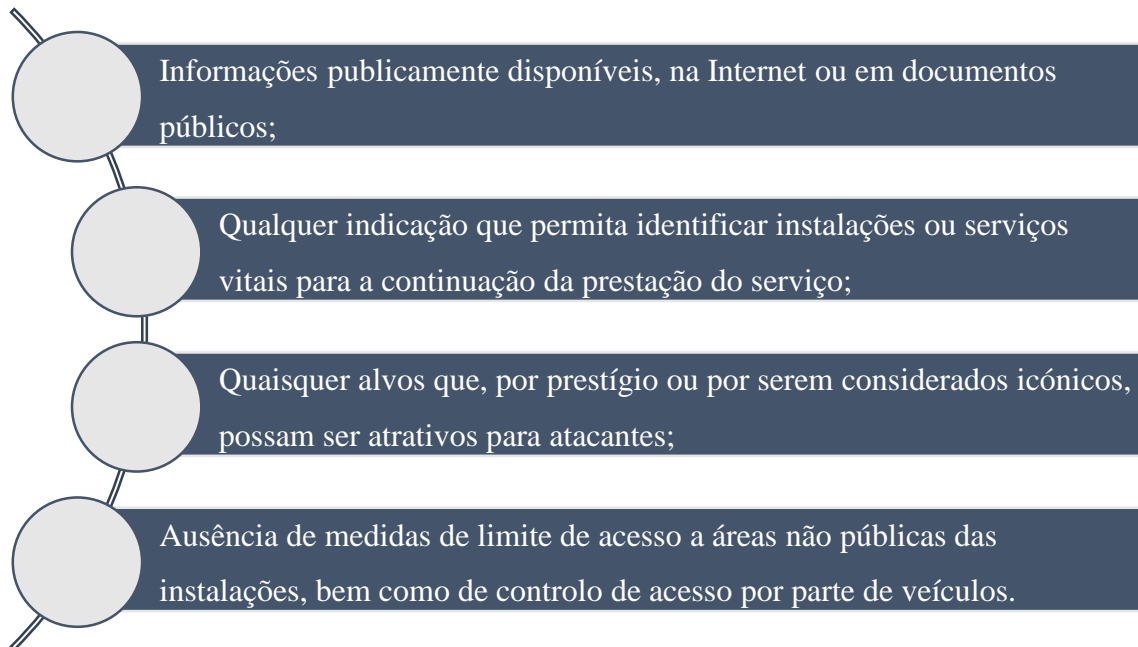 Informações publicamente disponíveis, na Internet ou em documentos
públicos;
Qualquer indicação que permita identificar instalações ou serviços
vitais para a continuação da prestação do serviço;
Quaisquer alvos que, por prestígio ou por serem considerados icónicos,
possam ser atrativos para atacantes;
Ausência de medidas de limite de acesso a áreas não públicas das
instalações, bem como de controlo de acesso por parte de veículos.